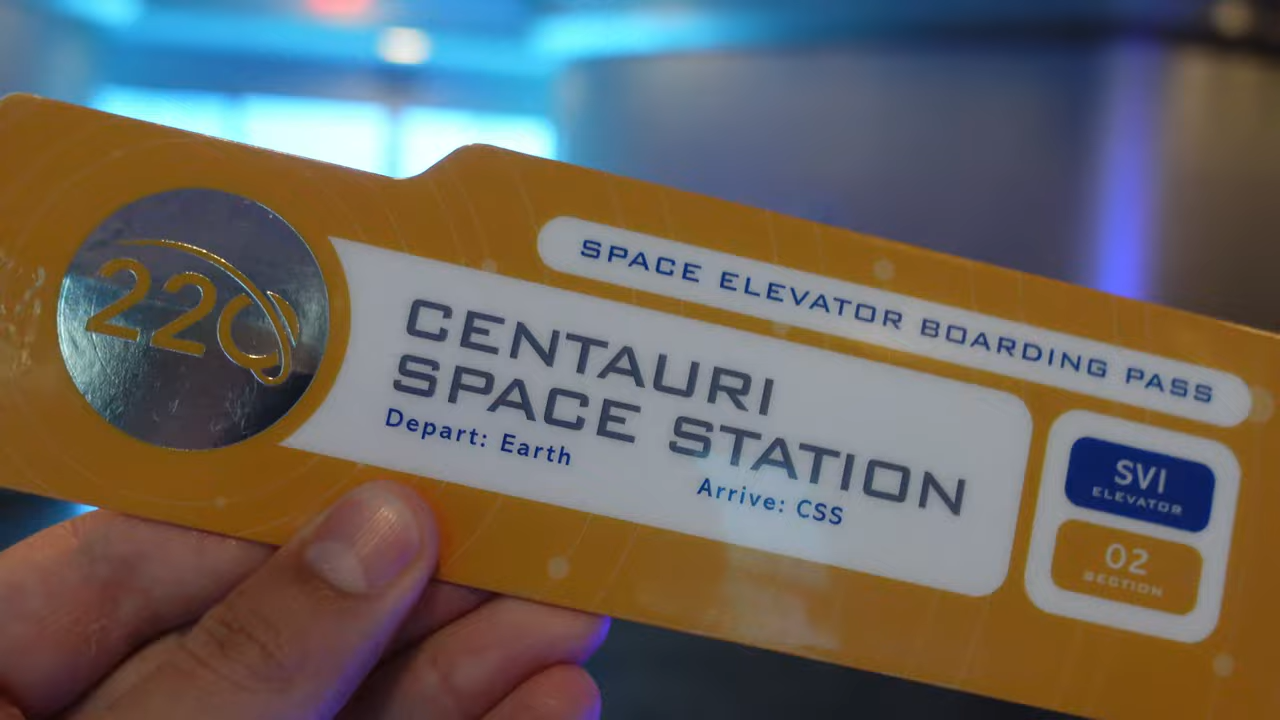 220
SPACE ELEVATOR BOARDING PASS
CENTAURI
SPACE STATION
Depart: Earth
Arrive: CSS
SVI
ELEVATOR
02
SECTION